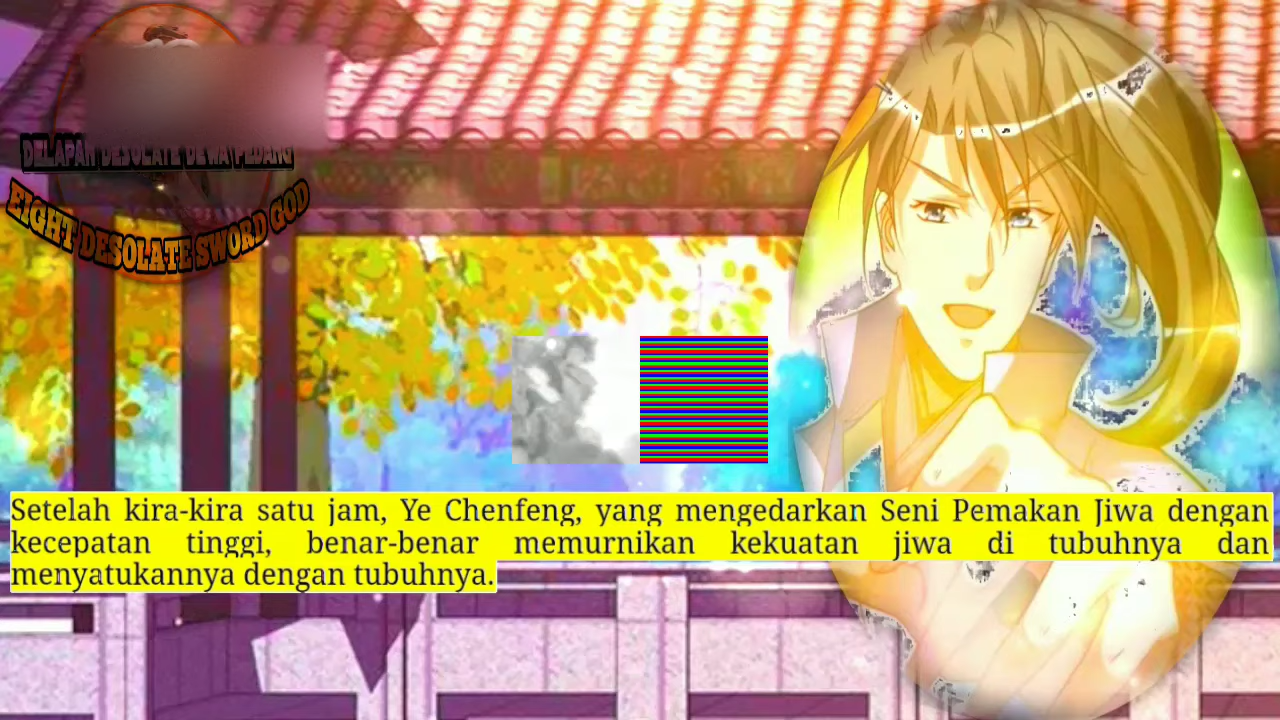 DELAPAN DESOLATE DEWA PEDANG
EIGHT DESOLATE SWORD GOD
Setelah kira-kira satu jam, Ye Chenfeng, yang mengedarkan Seni Pemakan Jiwa dengan
kecepatan tinggi, benar-benar memurnikan kekuatan jiwa di tubuhnya dan
menyatukannya dengan tubuhnya.